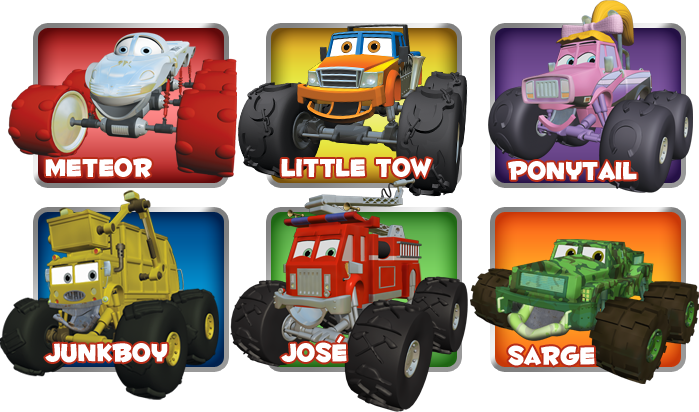 METEOR
LITTLE TOW
PONYTAIL
JUNKBOY
JOSÉ
SARGE